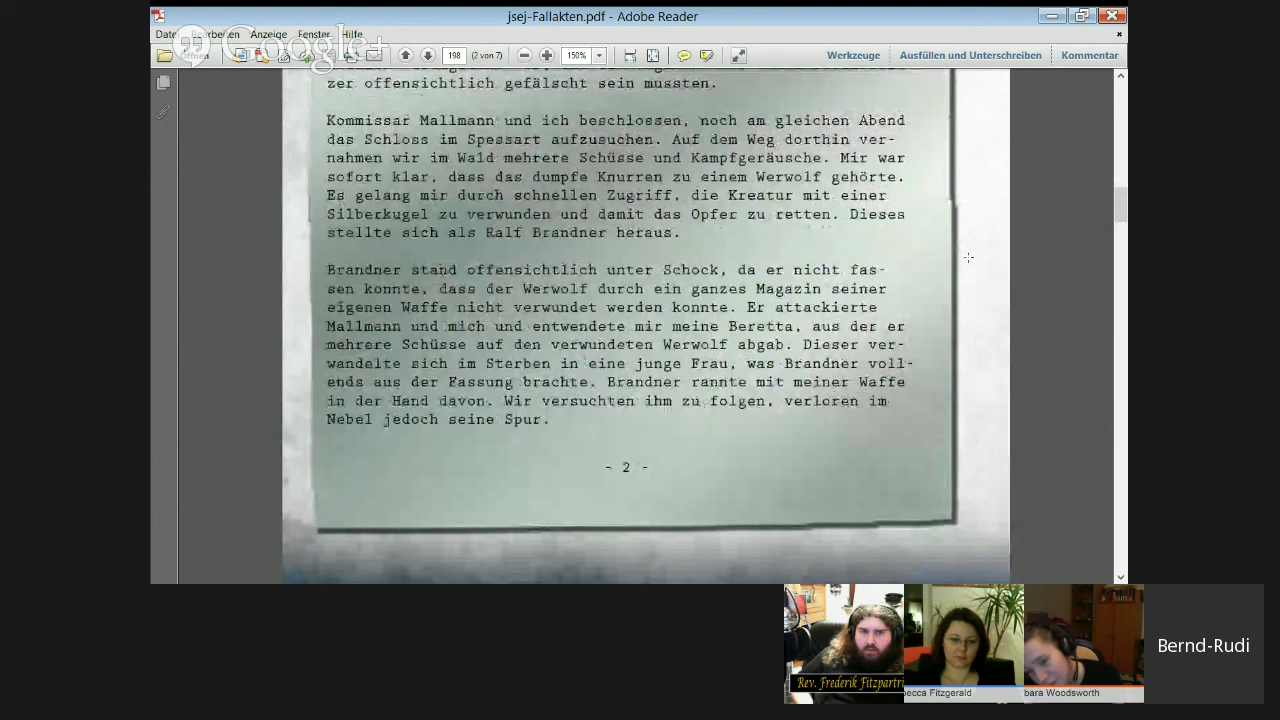 jsej-Fallakten.pdf - Adobe Reader
Datei Bearbeiten Anzeige Fenster Hilfe
Google+
Öffnen 198 (2 von 7) 150% Werkzeuge Ausfüllen und Unterschreiben Kommentar
zer offensichtlich gefälscht sein mussten.
Kommissar Mallmann und ich beschlossen, noch am gleichen Abend
das Schloss im Spessart aufzusuchen. Auf dem Weg dorthin ver-
nahmen wir im Wald mehrere Schüsse und Kampfgeräusche. Mir war
sofort klar, dass das dumpfe Knurren zu einem Werwolf gehörte.
Es gelang mir durch schnellen Zugriff, die Kreatur mit einer
Silberkugel zu verwunden und damit das Opfer zu retten. Dieses
stellte sich als Ralf Brandner heraus.
Brandner stand offensichtlich unter Schock, da er nicht fas-
sen konnte, dass der Werwolf durch ein ganzes Magazin seiner
eigenen Waffe nicht verwundet werden konnte. Er attackierte
Mallmann und mich und entwendete mir meine Beretta, aus der er
mehrere Schüsse auf den verwundeten Werwolf abgab. Dieser ver-
wandelte sich im Sterben in eine junge Frau, was Brandner voll-
ends aus der Fassung brachte. Brandner rannte mit meiner Waffe
in der Hand davon. Wir versuchten ihm zu folgen, verloren im
Nebel jedoch seine Spur.
- 2 -
Bernd-Rudi
Rev. Frederik Fitzpartri
becca Fitzgerald
bara Woodsworth